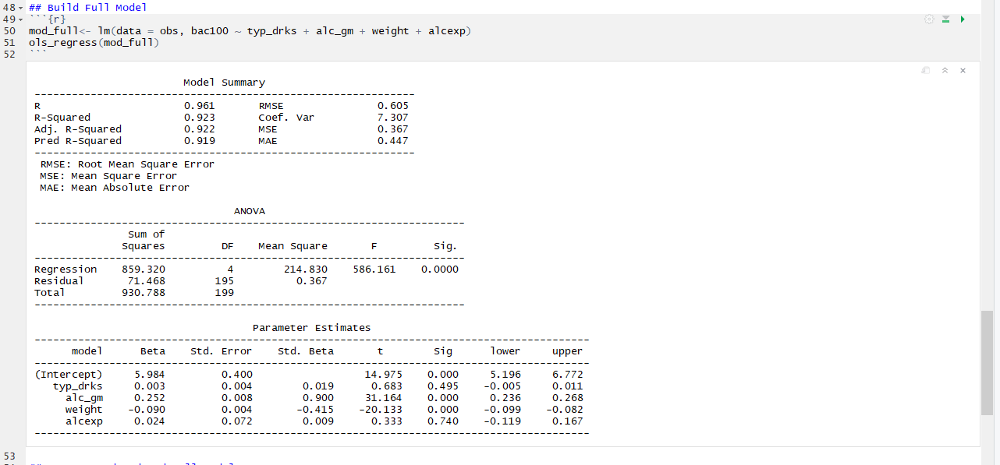 48 ## Build Full Model
49 ```{r}
50 mod_full<- lm(data = obs, bac100 ~ typ_drks + alc_gm + weight + alcexp)
51 ols_regress(mod_full)
52 ```
Model Summary
-------------------------------------------------------------
R 0.961 RMSE 0.605
R-Squared 0.923 Coef. Var 7.307
Adj. R-Squared 0.922 MSE 0.367
Pred R-Squared 0.919 MAE 0.447
-------------------------------------------------------------
RMSE: Root Mean Square Error
MSE: Mean Square Error
MAE: Mean Absolute Error
ANOVA
---------------------------------------------------------------------
Sum of
Squares DF Mean Square F Sig.
---------------------------------------------------------------------
Regression 859.320 4 214.830 586.161 0.0000
Residual 71.468 195 0.367
Total 930.788 199
---------------------------------------------------------------------
Parameter Estimates
-----------------------------------------------------------------------------------------
model Beta Std. Error Std. Beta t Sig lower upper
-----------------------------------------------------------------------------------------
(Intercept) 5.984 0.400 14.975 0.000 5.196 6.772
typ_drks 0.003 0.004 0.019 0.683 0.495 -0.005 0.011
alc_gm 0.252 0.008 0.900 31.164 0.000 0.236 0.268
weight -0.090 0.004 -0.415 -20.133 0.000 -0.099 -0.082
alcexp 0.024 0.072 0.009 0.333 0.740 -0.119 0.167
-----------------------------------------------------------------------------------------
53